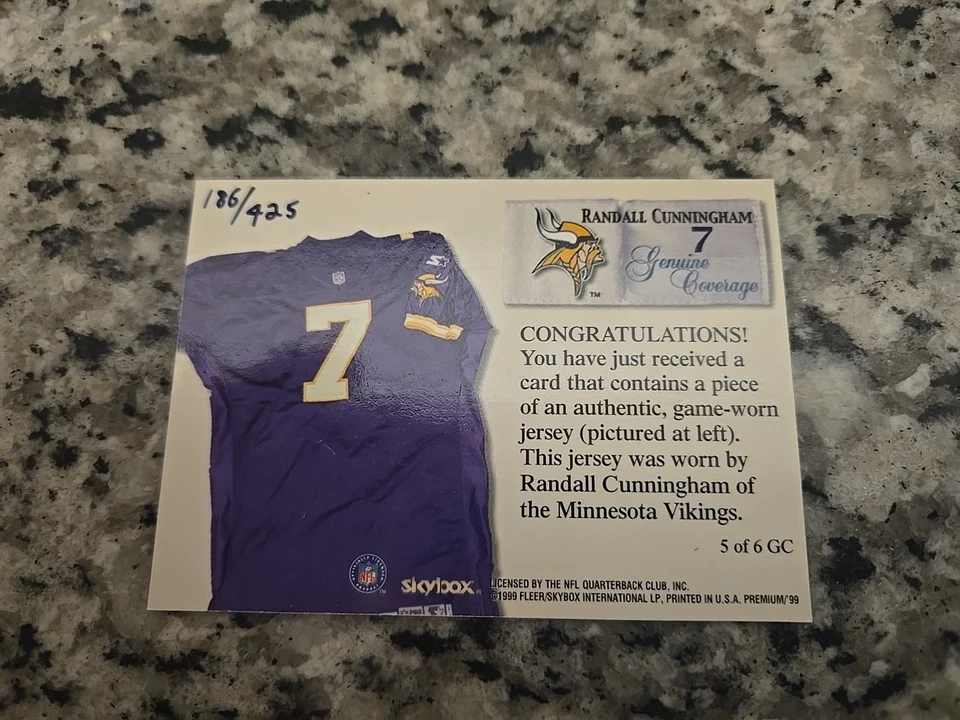 186/425
RANDALL CUNNINGHAM
7
Genuine
Coverage
TM
7
CONGRATULATIONS!
You have just received a
card that contains a piece
of an authentic, game-worn
jersey (pictured at left).
This jersey was worn by
Randall Cunningham of
the Minnesota Vikings.
5 of 6 GC
NFL
skybox
LICENSED BY THE NFL QUARTERBACK CLUB, INC.
©1999 FLEER/SKYBOX INTERNATIONAL LP, PRINTED IN U.S.A. PREMIUM/'99